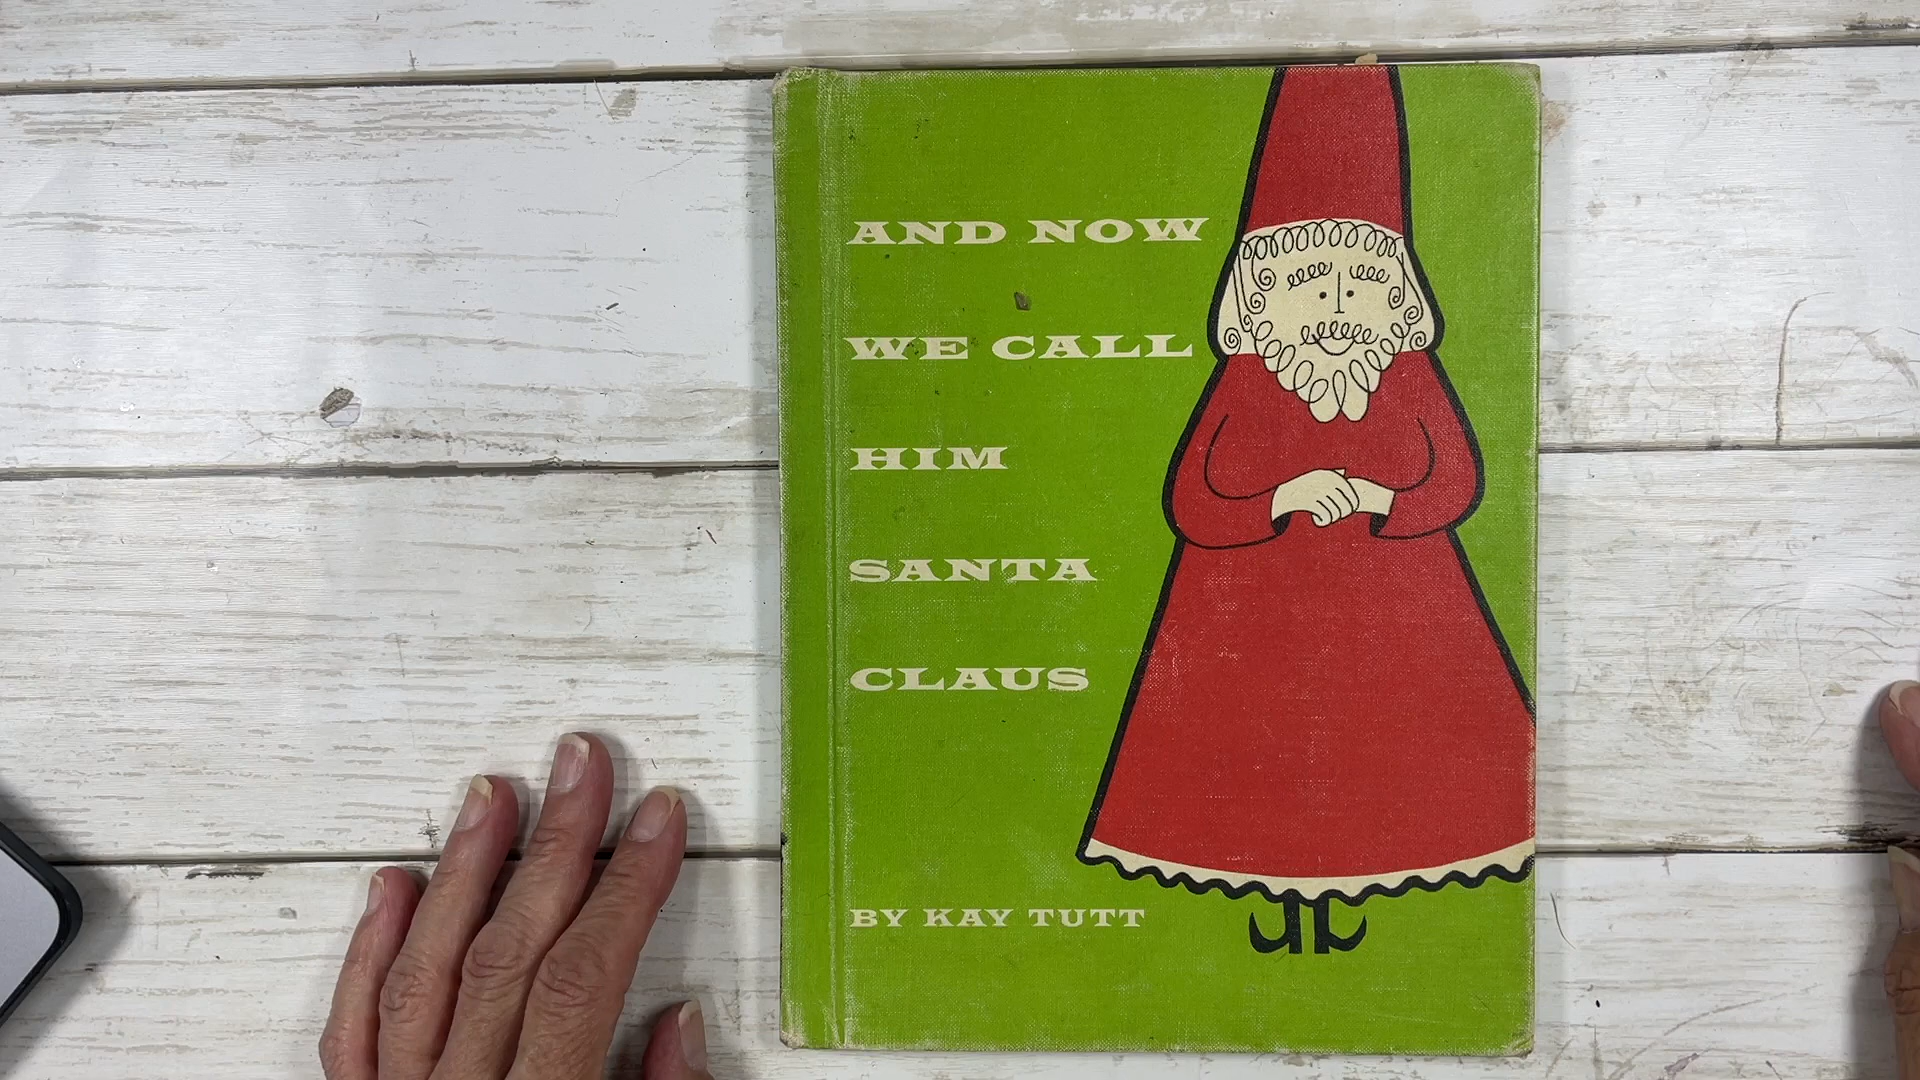 AND NOW
WE CALL
HIM
SANTA
CLAUS
BY KAY TUTT